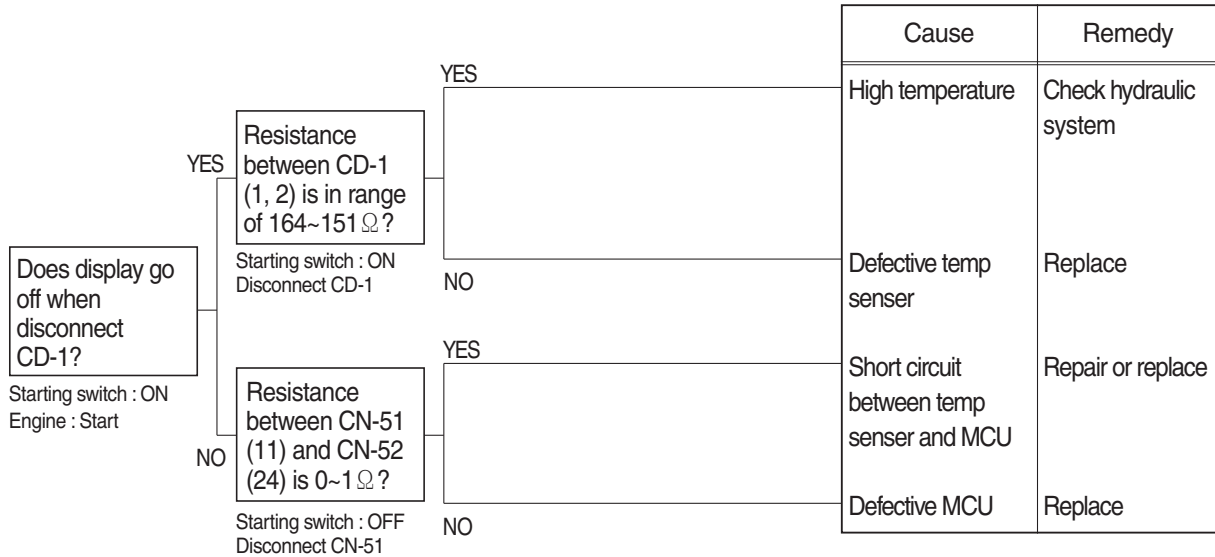 Does display go
off when
disconnect
CD-1?
Starting switch : ON
Engine : Start
YES
Resistance
between CD-1
(1, 2) is in range
of 164~151Ω?
Starting switch : ON
Disconnect CD-1
NO
Resistance
between CN-51
(11) and CN-52
(24) is 0~1Ω?
Starting switch : OFF
Disconnect CN-51
YES
NO
YES
NO
Cause
Remedy
High temperature
Check hydraulic
system
Defective temp
senser
Replace
Short circuit
between temp
senser and MCU
Repair or replace
Defective MCU
Replace